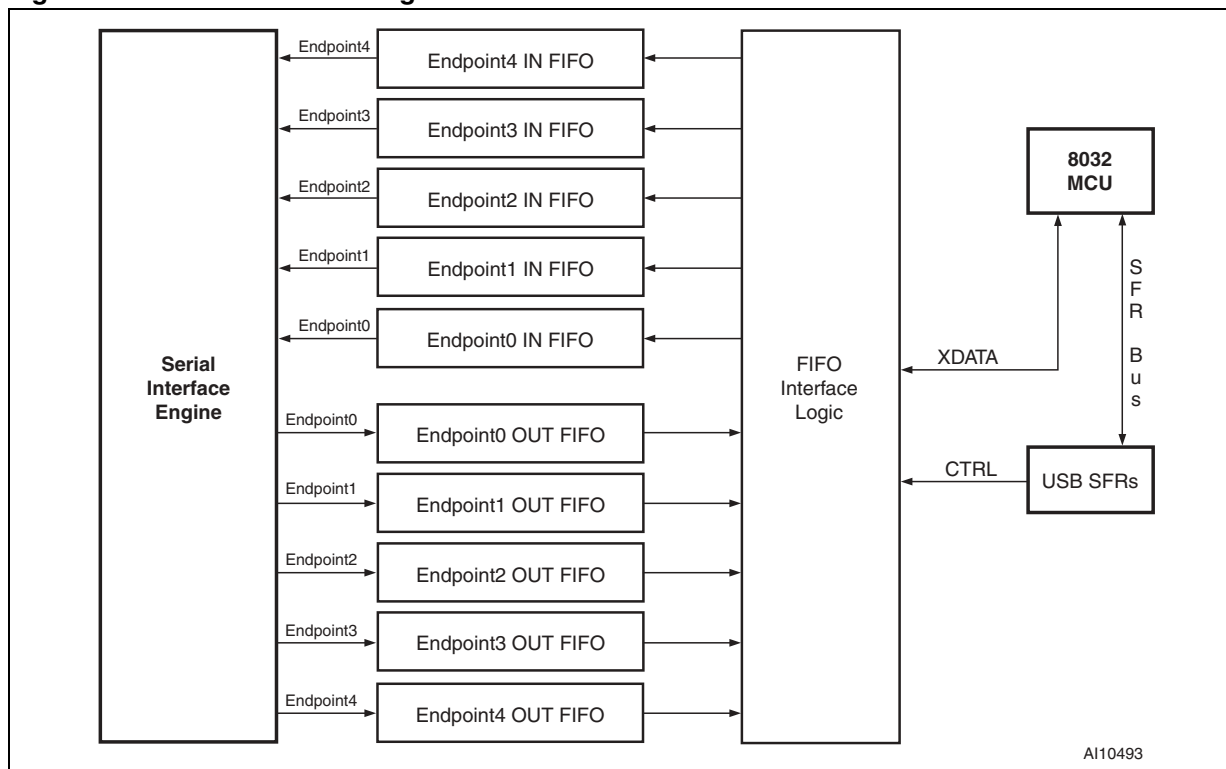 Endpoint4
Endpoint4 IN FIFO
Endpoint3
Endpoint3 IN FIFO
Endpoint2
Endpoint2 IN FIFO
Endpoint1
Endpoint1 IN FIFO
Endpoint0
Endpoint0 IN FIFO
Serial
Interface
Engine
Endpoint0
Endpoint0 OUT FIFO
Endpoint1
Endpoint1 OUT FIFO
Endpoint2
Endpoint2 OUT FIFO
Endpoint3
Endpoint3 OUT FIFO
Endpoint4
Endpoint4 OUT FIFO
FIFO
Interface
Logic
XDATA
CTRL
8032
MCU
SFR Bus
USB SFRs
AI10493